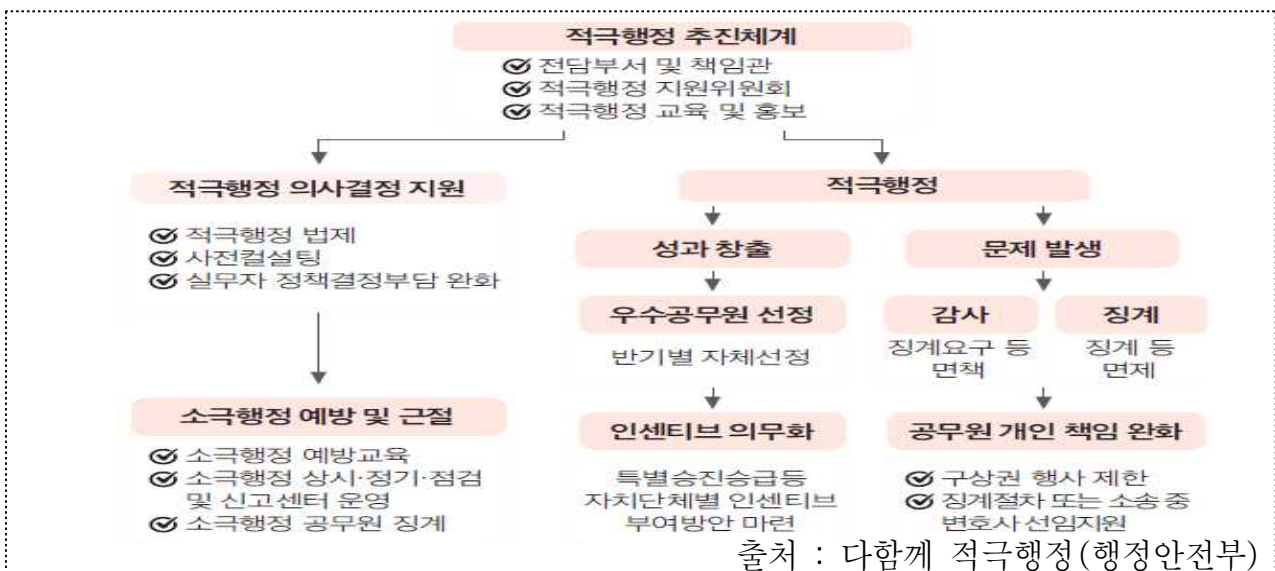 적극행정 추진체계
전담부서 및 책임관
적극행정 지원위원회
적극행정 교육 및 홍보
적극행정 의사결정 지원
적극행정 법제
사전컬설팅
실무자 정책결정부담 완화
소극행정 예방 및 근절
소극행정 예방교육
소극행정 상시·정기·점검
및 신고센터 운영
소극행정 공무원 징계
적극행정
성과 창출
우수공무원 선정
반기별 자체선정
인센티브 의무화
특별승진승급등
자치단체별 인센티브
부여방안 마련
문제 발생
감사
징계요구 등
면책
징계
징계 등
면제
공무원 개인 책임 완화
구상권 행사 제한
징계절차 또는 소송 중
변호사 선임지원
출처 : 다함께 적극행정(행정안전부)